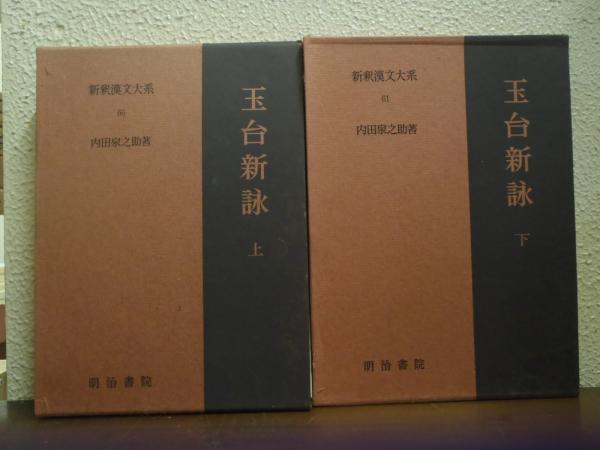 新釈漢文大系
60
内田泉之助著
玉台新詠
上
明治書院
新釈漢文大系
61
内田泉之助著
玉台新詠
下
明治書院